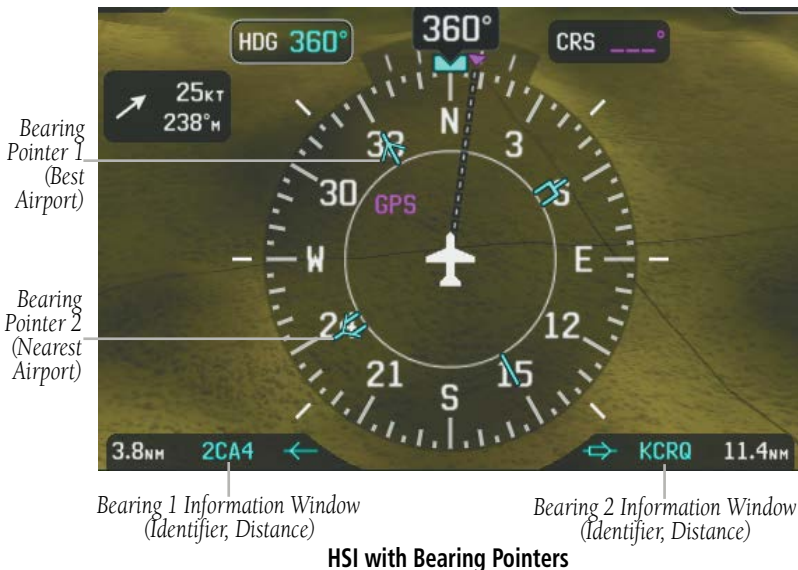 HDG 360°
360°
CRS ___°
25KT
238°M
N
33
3
30
GPS
6
W
E
24
12
21
15
S
Bearing
Pointer 1
(Best
Airport)
Bearing
Pointer 2
(Nearest
Airport)
3.8NM 2CA4
KCRQ 11.4NM
Bearing 1 Information Window
(Identifier, Distance)
Bearing 2 Information Window
(Identifier, Distance)
HSI with Bearing Pointers